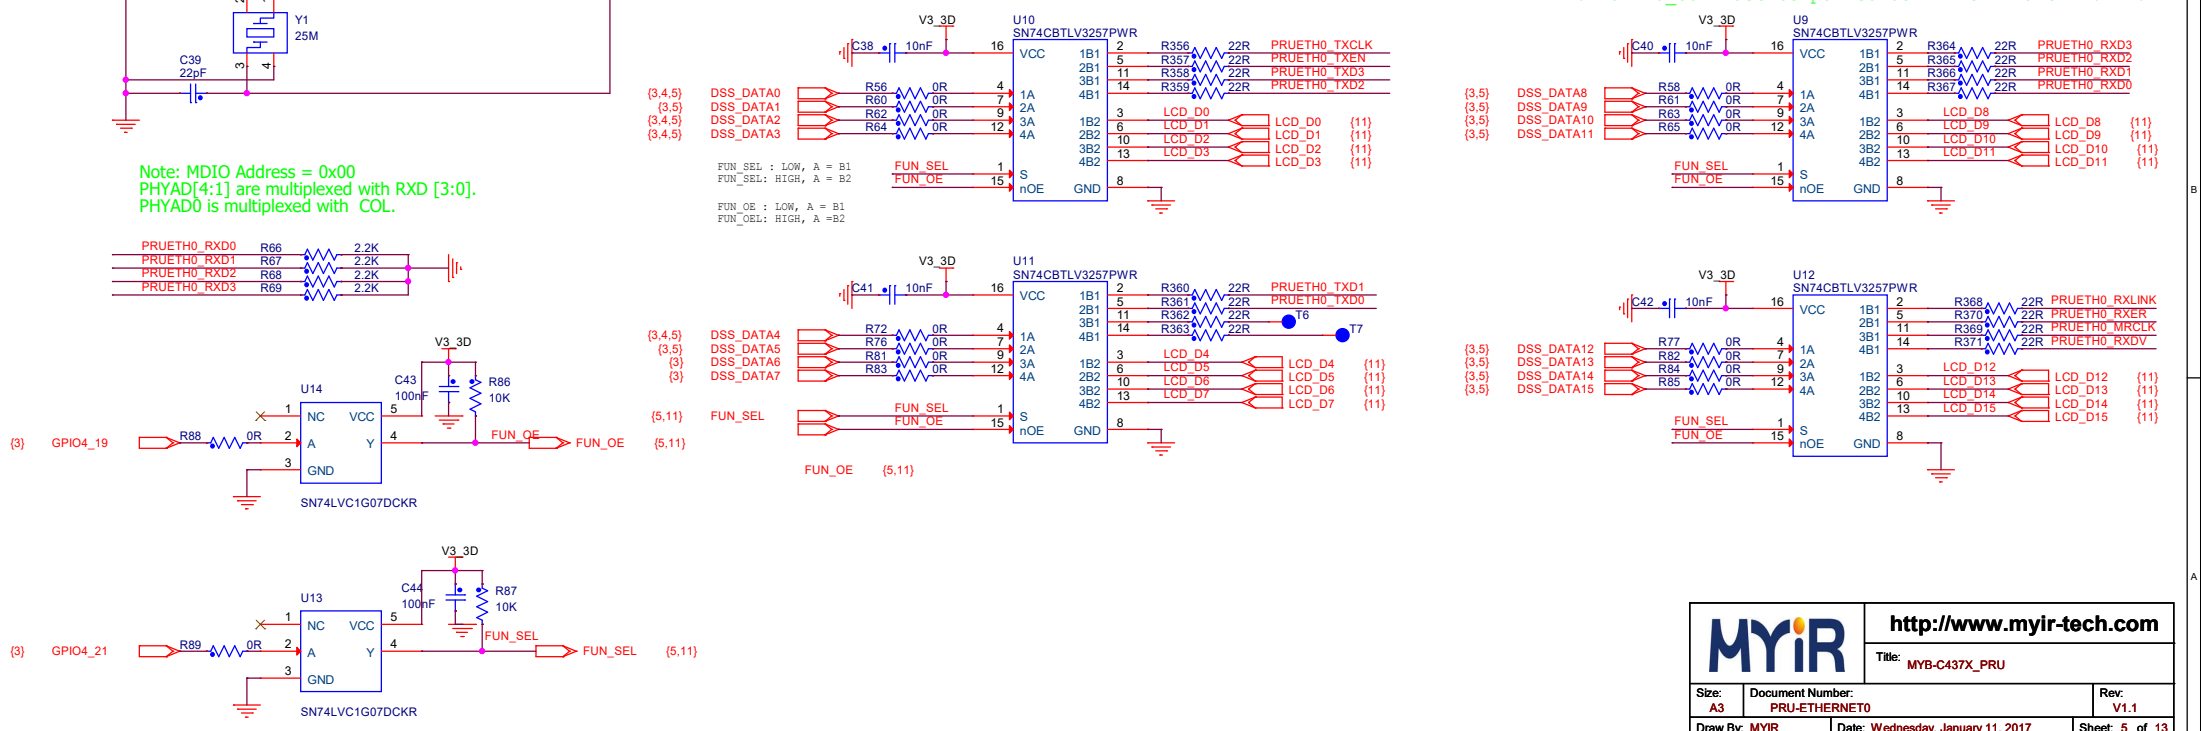 Y1
25M
3
4
C39
22pF
Note: MDIO Address = 0x00
PHYAD[4:1] are multiplexed with RXD [3:0].
PHYAD0 is multiplexed with COL.
PRUETH0_RXD0 R66 2.2K
PRUETH0_RXD1 R67 2.2K
PRUETH0_RXD2 R68 2.2K
PRUETH0_RXD3 R69 2.2K
V3_3D
U14
C43
100nF
R86
10K
1 NC VCC 5
{3} GPIO4_19 R88 0R 2 A Y 4 FUN_OE FUN_OE {5,11}
3 GND
SN74LVC1G07DCKR
V3_3D
U13
C44
100nF
R87
10K
1 NC VCC 5
{3} GPIO4_21 R89 0R 2 A Y 4 FUN_SEL FUN_SEL {5,11}
3 GND
SN74LVC1G07DCKR
V3_3D
U10
SN74CBTLV3257PWR
C38 10nF 16 VCC
1B1 2 R356 22R PRUETH0_TXCLK
2B1 5 R357 22R PRUETH0_TXEN
3B1 11 R358 22R PRUETH0_TXD3
4B1 14 R359 22R PRUETH0_TXD2
{3,4,5} DSS_DATA0 R56 0R 4 1A
{3,5} DSS_DATA1 R60 0R 7 2A
{3,4,5} DSS_DATA2 R62 0R 9 3A
{3,4,5} DSS_DATA3 R64 0R 12 4A
1B2 3 LCD_D0 LCD_D0 {11}
2B2 6 LCD_D1 LCD_D1 {11}
3B2 10 LCD_D2 LCD_D2 {11}
4B2 13 LCD_D3 LCD_D3 {11}
FUN_SEL 1 S
FUN_OE 15 nOE GND 8
FUN_SEL : LOW, A = B1
FUN_SEL: HIGH, A = B2
FUN_OE : LOW, A = B1
FUN_OEL: HIGH, A =B2
V3_3D
U11
SN74CBTLV3257PWR
C41 10nF 16 VCC
1B1 2 R360 22R PRUETH0_TXD1
2B1 5 R361 22R PRUETH0_TXD0
3B1 11 R362 22R T6
4B1 14 R363 22R T7
{3,4,5} DSS_DATA4 R72 0R 4 1A
{3,5} DSS_DATA5 R76 0R 7 2A
{3} DSS_DATA6 R81 0R 9 3A
{3} DSS_DATA7 R83 0R 12 4A
1B2 3 LCD_D4 LCD_D4 {11}
2B2 6 LCD_D5 LCD_D5 {11}
3B2 10 LCD_D6 LCD_D6 {11}
4B2 13 LCD_D7 LCD_D7 {11}
{5,11} FUN_SEL FUN_SEL 1 S
FUN_OE 15 nOE GND 8
FUN_OE {5,11}
V3_3D
U9
SN74CBTLV3257PWR
C40 10nF 16 VCC
1B1 2 R364 22R PRUETH0_RXD3
2B1 5 R365 22R PRUETH0_RXD2
3B1 11 R366 22R PRUETH0_RXD1
4B1 14 R367 22R PRUETH0_RXD0
{3,5} DSS_DATA8 R58 0R 4 1A
{3,5} DSS_DATA9 R61 0R 7 2A
{3,5} DSS_DATA10 R63 0R 9 3A
{3,5} DSS_DATA11 R65 0R 12 4A
1B2 3 LCD_D8 LCD_D8 {11}
2B2 6 LCD_D9 LCD_D9 {11}
3B2 10 LCD_D10 LCD_D10 {11}
4B2 13 LCD_D11 LCD_D11 {11}
FUN_SEL 1 S
FUN_OE 15 nOE GND 8
V3_3D
U12
SN74CBTLV3257PWR
C42 10nF 16 VCC
1B1 2 R368 22R PRUETH0_RXLINK
2B1 5 R370 22R PRUETH0_RXER
3B1 11 R369 22R PRUETH0_MRCLK
4B1 14 R371 22R PRUETH0_RXDV
{3,5} DSS_DATA12 R77 0R 4 1A
{3,5} DSS_DATA13 R82 0R 7 2A
{3,5} DSS_DATA14 R84 0R 9 3A
{3,5} DSS_DATA15 R85 0R 12 4A
1B2 3 LCD_D12 LCD_D12 {11}
2B2 6 LCD_D13 LCD_D13 {11}
3B2 10 LCD_D14 LCD_D14 {11}
4B2 13 LCD_D15 LCD_D15 {11}
FUN_SEL 1 S
FUN_OE 15 nOE GND 8
B
A
MYiR
http://www.myir-tech.com
Title: MYB-C437X_PRU
Size: A3
Document Number: PRU-ETHERNET0
Rev: V1.1
Draw By: MYIR
Date: Wednesday, January 11, 2017
Sheet: 5 of 13